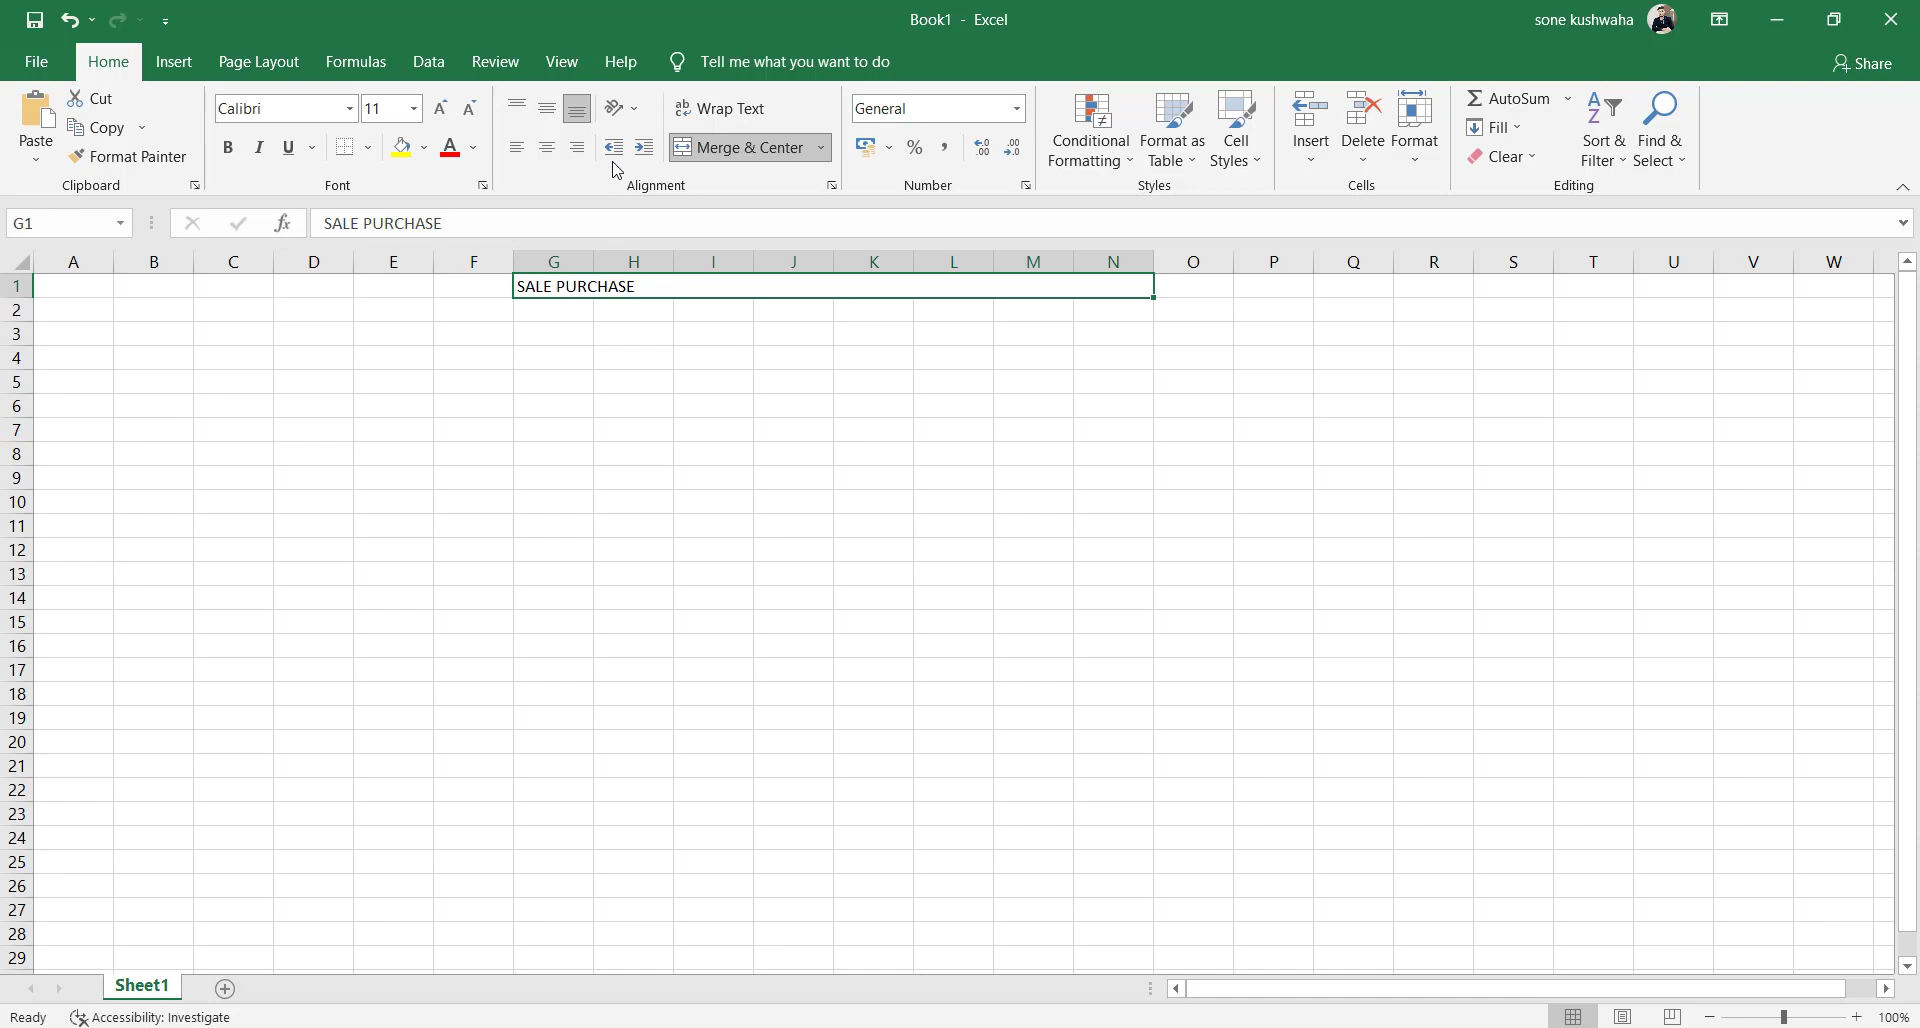 Book1 - Excel
sone kushwaha
File Home Insert Page Layout Formulas Data Review View Help Tell me what you want to do Share
Paste
Cut
Copy
Format Painter
Clipboard
Calibri 11
B I U A
Font
ab Wrap Text
Merge & Center
Alignment
General
% , .00 .0
Number
Conditional Formatting
Format as Table
Cell Styles
Styles
Insert Delete Format
Cells
AutoSum
Fill
Clear
Sort & Filter
Find & Select
Editing
G1 fx SALE PURCHASE
A B C D E F G H I J K L M N O P Q R S T U V W
1 SALE PURCHASE
2
3
4
5
6
7
8
9
10
11
12
13
14
15
16
17
18
19
20
21
22
23
24
25
26
27
28
29
Sheet1
Ready Accessibility: Investigate 100%